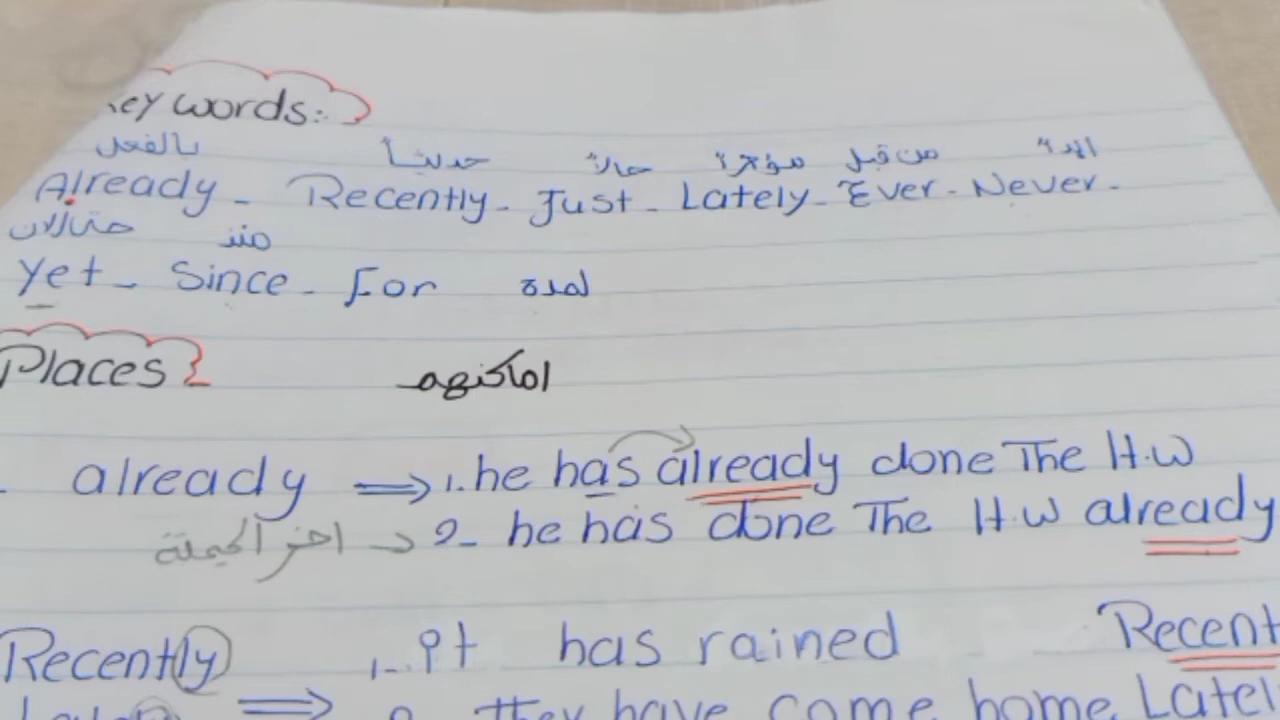 key words:
بالفعل حديثاً حالاً مؤخراً من قبل ابداً
Already - Recently - Just - Lately - Ever - Never -
حتى الان منذ
Yet - Since - For لمدة
Places اماكنهم
already ⇒ 1.. he has already done The H.w
اخر الجملة 2- he has done The H.w already
Recently 1.. It has rained Recent
⇒ they have come home Latel